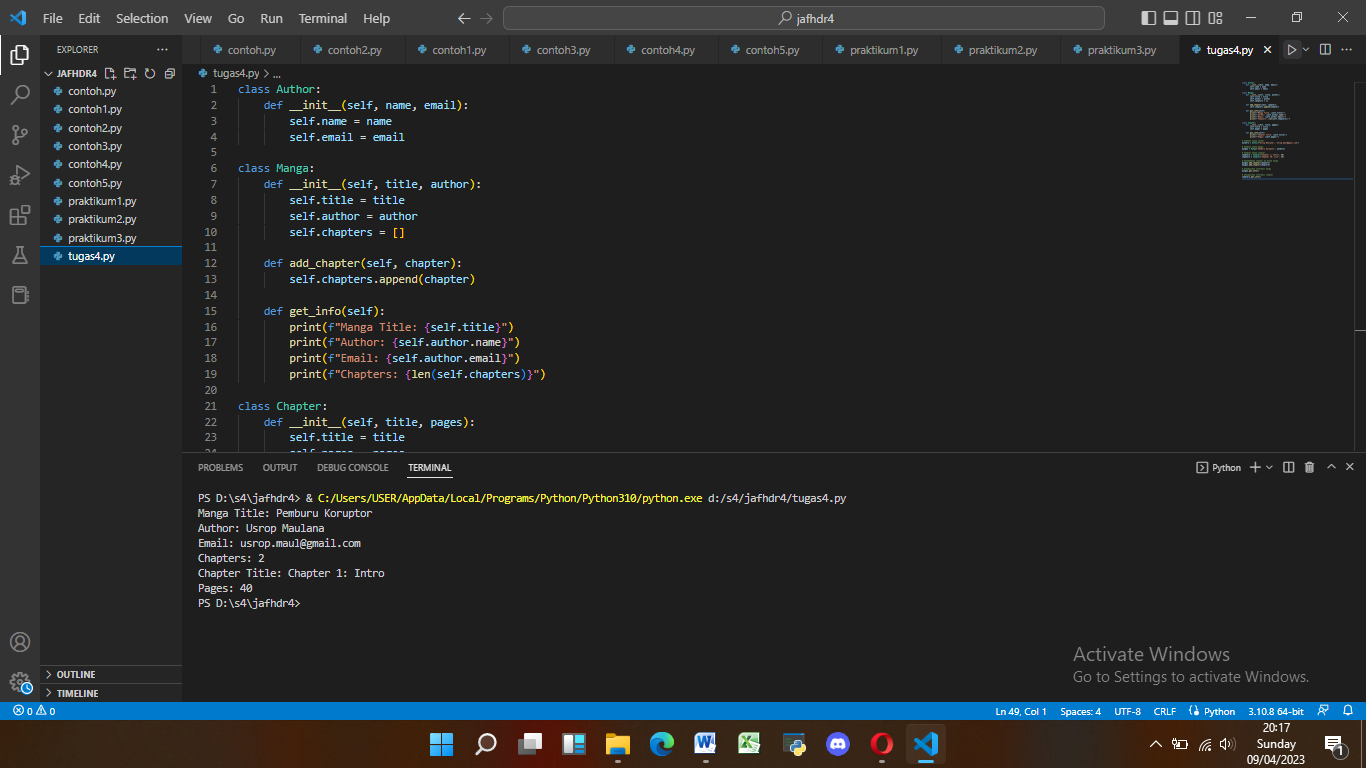 File Edit Selection View Go Run Terminal Help
jafhdr4
EXPLORER
contoh.py contoh2.py contoh1.py contoh3.py contoh4.py contoh5.py praktikum1.py praktikum2.py praktikum3.py tugas4.py
JAFHDR4
contoh.py
contoh1.py
contoh2.py
contoh3.py
contoh4.py
contoh5.py
praktikum1.py
praktikum2.py
praktikum3.py
tugas4.py
OUTLINE
TIMELINE
tugas4.py > ...
1 class Author:
2 def __init__(self, name, email):
3 self.name = name
4 self.email = email
5
6 class Manga:
7 def __init__(self, title, author):
8 self.title = title
9 self.author = author
10 self.chapters = []
11
12 def add_chapter(self, chapter):
13 self.chapters.append(chapter)
14
15 def get_info(self):
16 print(f"Manga Title: {self.title}")
17 print(f"Author: {self.author.name}")
18 print(f"Email: {self.author.email}")
19 print(f"Chapters: {len(self.chapters)}")
20
21 class Chapter:
22 def __init__(self, title, pages):
23 self.title = title
PROBLEMS OUTPUT DEBUG CONSOLE TERMINAL
Python
PS D:\s4\jafhdr4> & C:/Users/USER/AppData/Local/Programs/Python/Python310/python.exe d:/s4/jafhdr4/tugas4.py
Manga Title: Pemburu Koruptor
Author: Usrop Maulana
Email: usrop.maul@gmail.com
Chapters: 2
Chapter Title: Chapter 1: Intro
Pages: 40
PS D:\s4\jafhdr4>
Activate Windows
Go to Settings to activate Windows.
0 0
Ln 49, Col 1 Spaces: 4 UTF-8 CRLF Python 3.10.8 64-bit
20:17
Sunday
09/04/2023
1